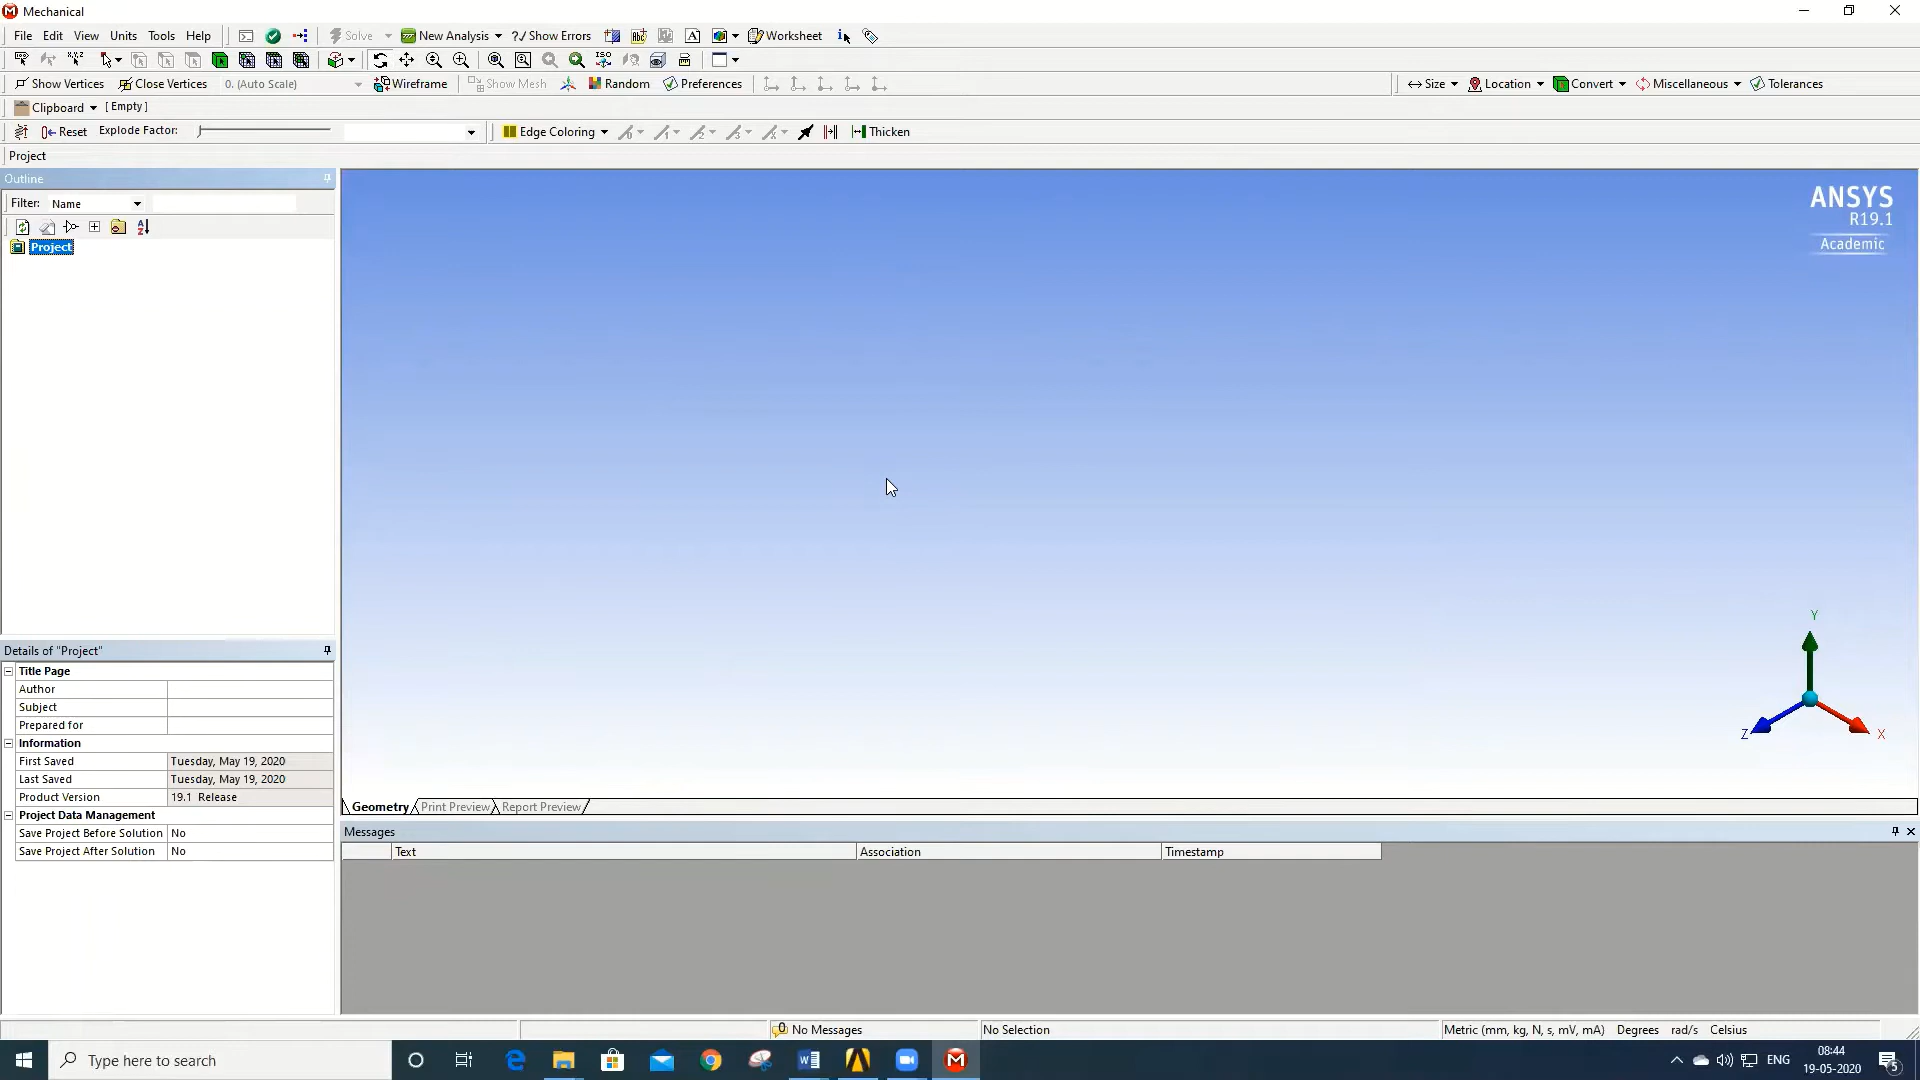 Mechanical
File Edit View Units Tools Help Solve New Analysis ?/ Show Errors Worksheet
Show Vertices Close Vertices 0. (Auto Scale) Wireframe Show Mesh Random Preferences Size Location Convert Miscellaneous Tolerances
Clipboard [ Empty ]
Reset Explode Factor: Edge Coloring Thicken
Project
Outline
Filter: Name
Project
ANSYS
R19.1
Academic
Y
Z X
Details of "Project"
Title Page
Author
Subject
Prepared for
Information
First Saved Tuesday, May 19, 2020
Last Saved Tuesday, May 19, 2020
Product Version 19.1 Release
Project Data Management
Save Project Before Solution No
Save Project After Solution No
Geometry Print Preview Report Preview
Messages
Text Association Timestamp
No Messages No Selection Metric (mm, kg, N, s, mV, mA) Degrees rad/s Celsius
Type here to search
ENG
08:44
19-05-2020
5